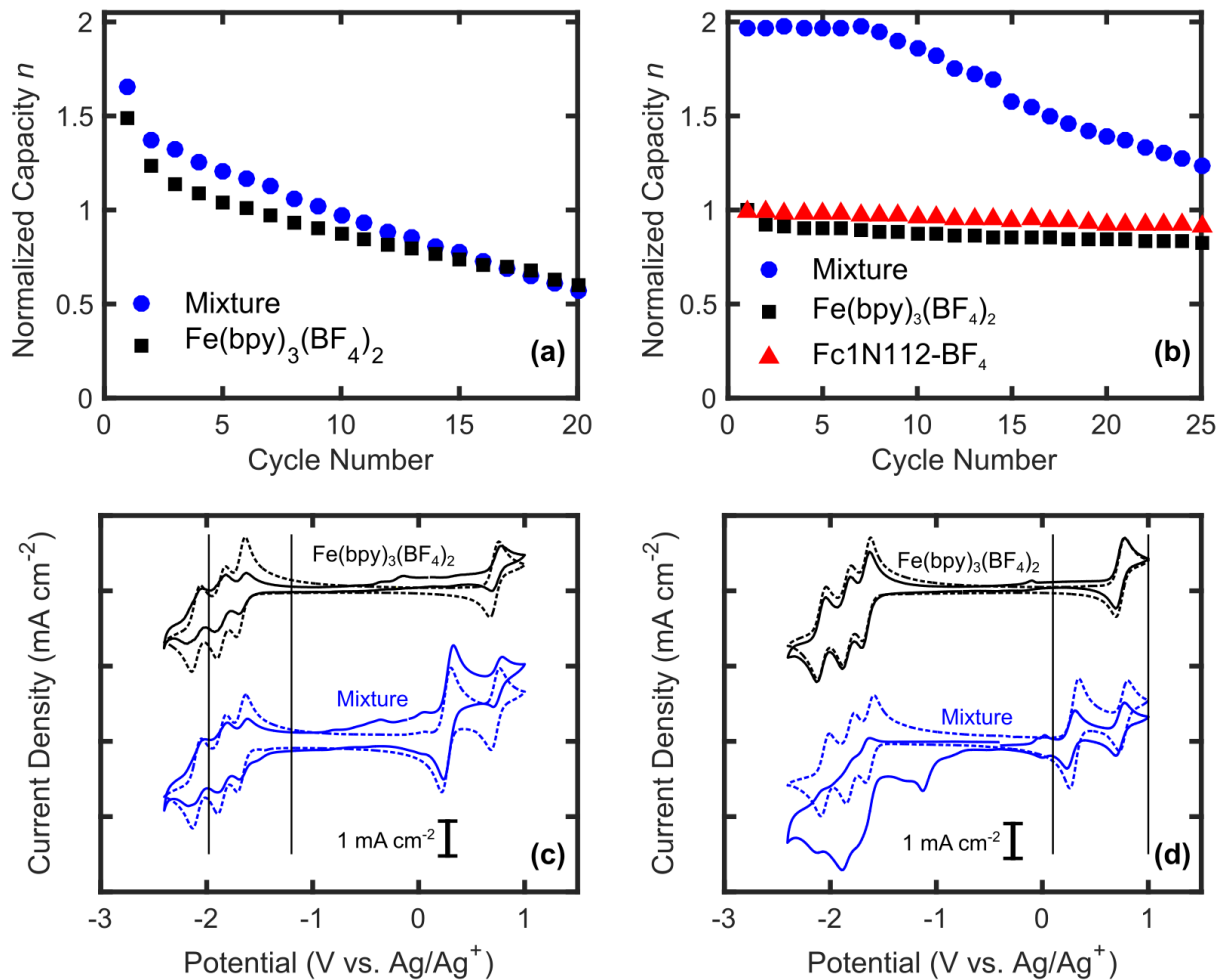 2
1.5
1
0.5
0
Normalized Capacity n
Mixture
Fe(bpy)₃(BF₄)₂
(a)
0 5 10 15 20
Cycle Number
2
1.5
1
0.5
0
Normalized Capacity n
Mixture
Fe(bpy)₃(BF₄)₂
Fc1N112-BF₄
(b)
0 5 10 15 20 25
Cycle Number
Current Density (mA cm⁻²)
Fe(bpy)₃(BF₄)₂
Mixture
1 mA cm⁻²
(c)
-3 -2 -1 0 1
Potential (V vs. Ag/Ag⁺)
Current Density (mA cm⁻²)
Fe(bpy)₃(BF₄)₂
Mixture
1 mA cm⁻²
(d)
-3 -2 -1 0 1
Potential (V vs. Ag/Ag⁺)